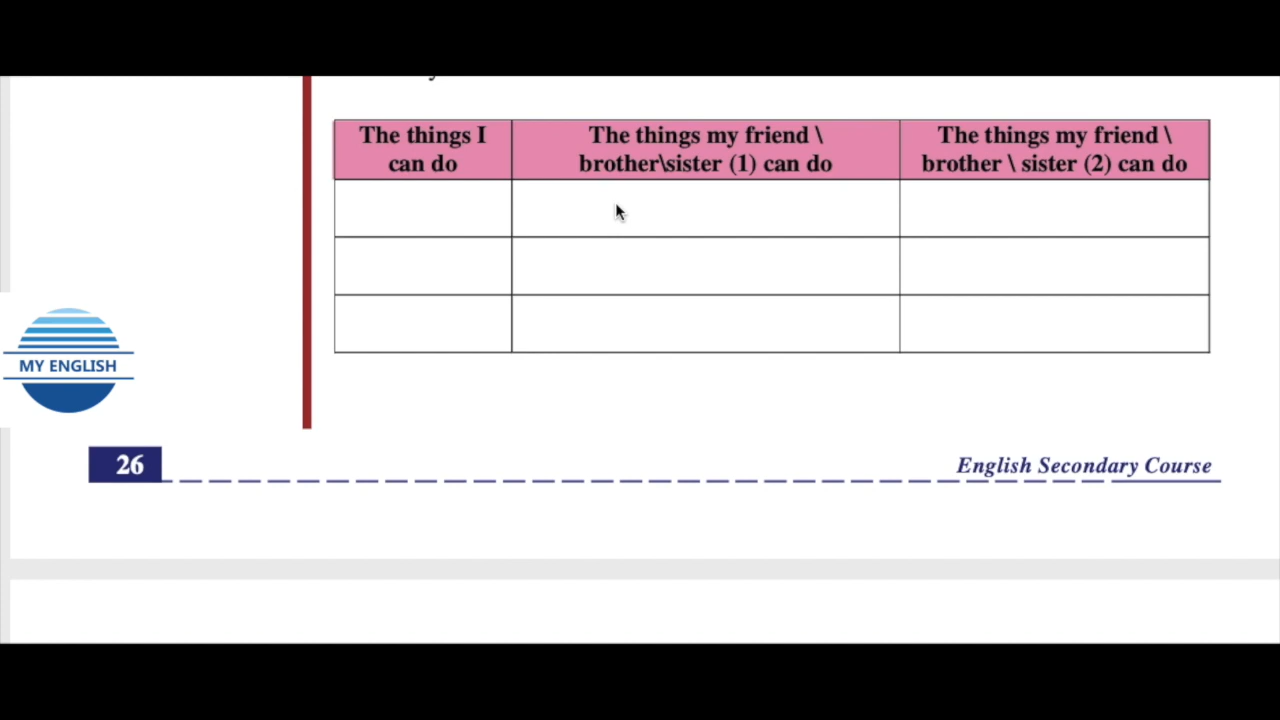 The things I
can do
The things my friend \
brother\sister (1) can do
The things my friend \
brother \ sister (2) can do
MY ENGLISH
26
English Secondary Course